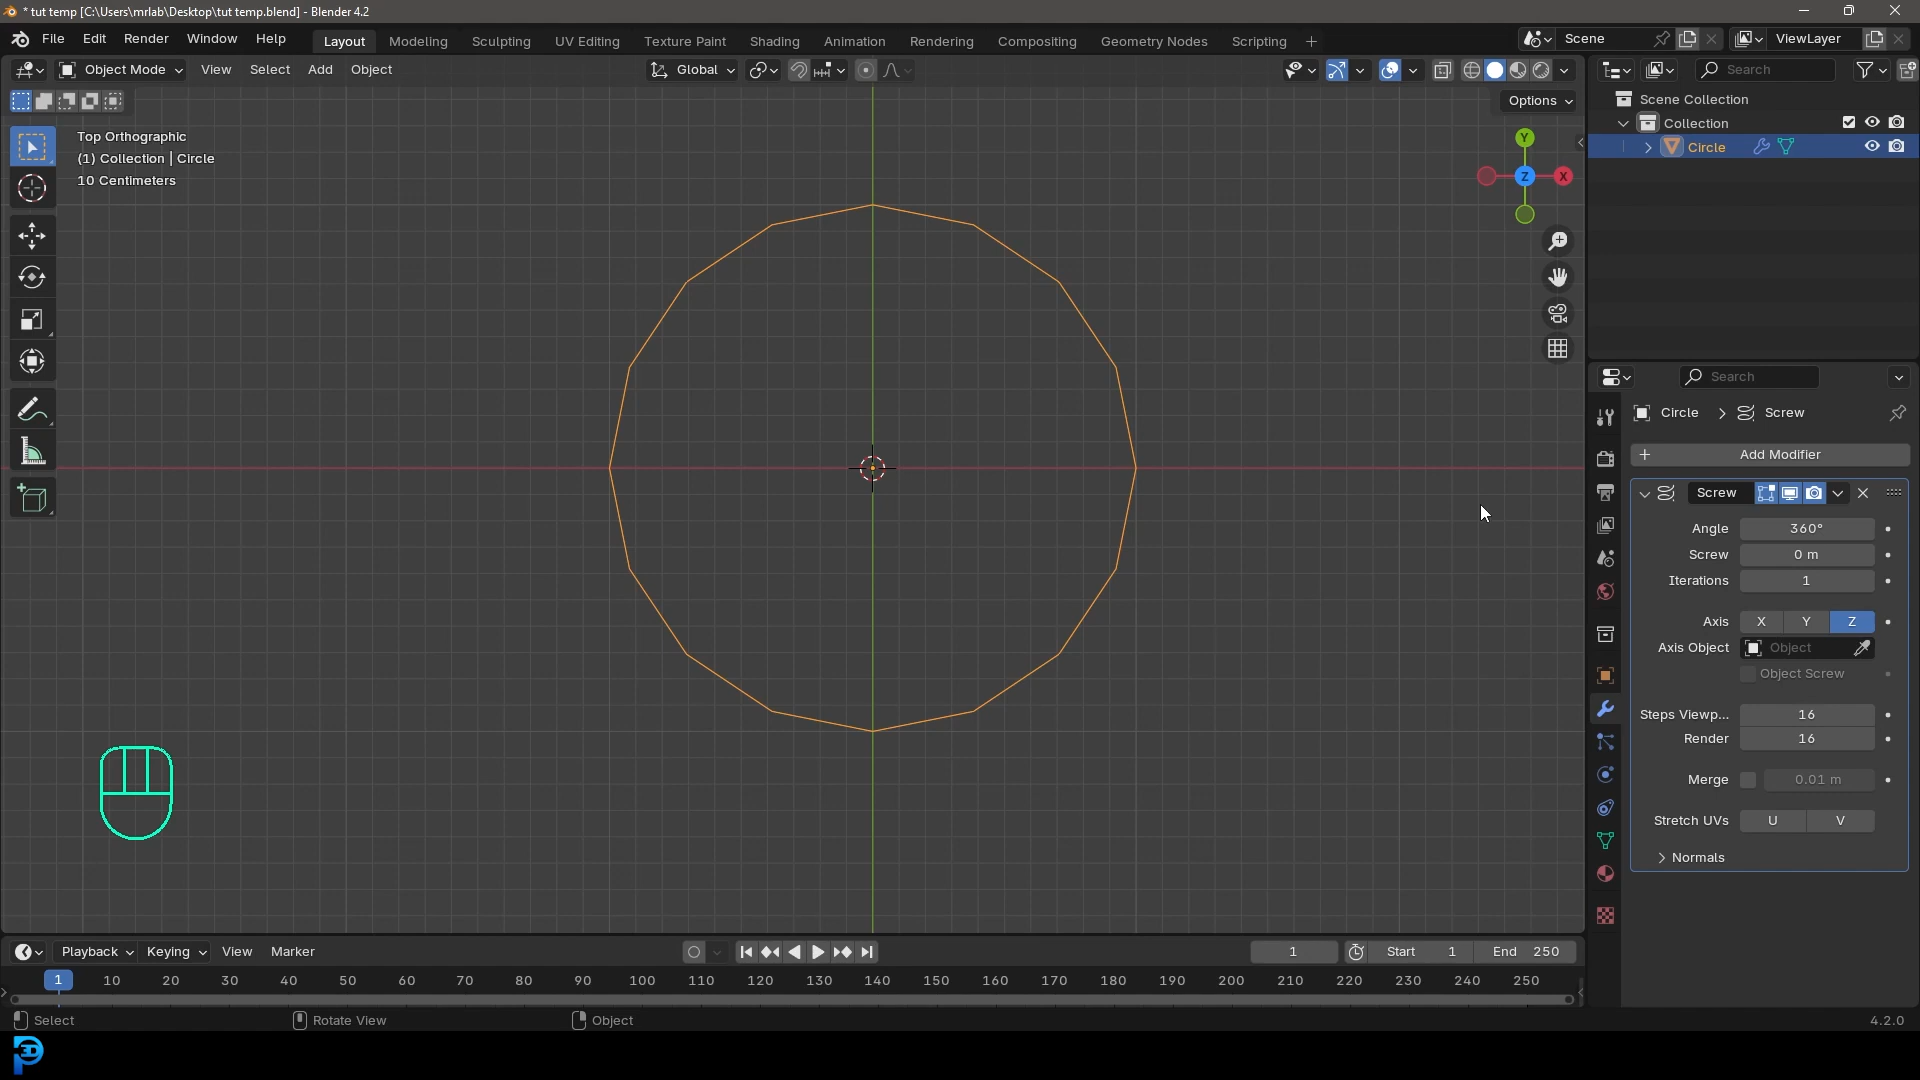 * tut temp [C:\Users\mrlab\Desktop\tut temp.blend] - Blender 4.2
File Edit Render Window Help Layout Modeling Sculpting UV Editing Texture Paint Shading Animation Rendering Compositing Geometry Nodes Scripting + Scene ViewLayer
Object Mode View Select Add Object Global Search
Options
Top Orthographic
(1) Collection | Circle
10 Centimeters
Y
Z
X
Scene Collection
Collection
Circle
Search
Circle > Screw
+ Add Modifier
Screw
Angle 360°
Screw 0 m
Iterations 1
Axis X Y Z
Axis Object Object
Object Screw
Steps Viewp... 16
Render 16
Merge 0.01 m
Stretch UVs U V
Normals
Playback Keying View Marker 1 Start 1 End 250
1 10 20 30 40 50 60 70 80 90 100 110 120 130 140 150 160 170 180 190 200 210 220 230 240 250
Select Rotate View Object 4.2.0
3D